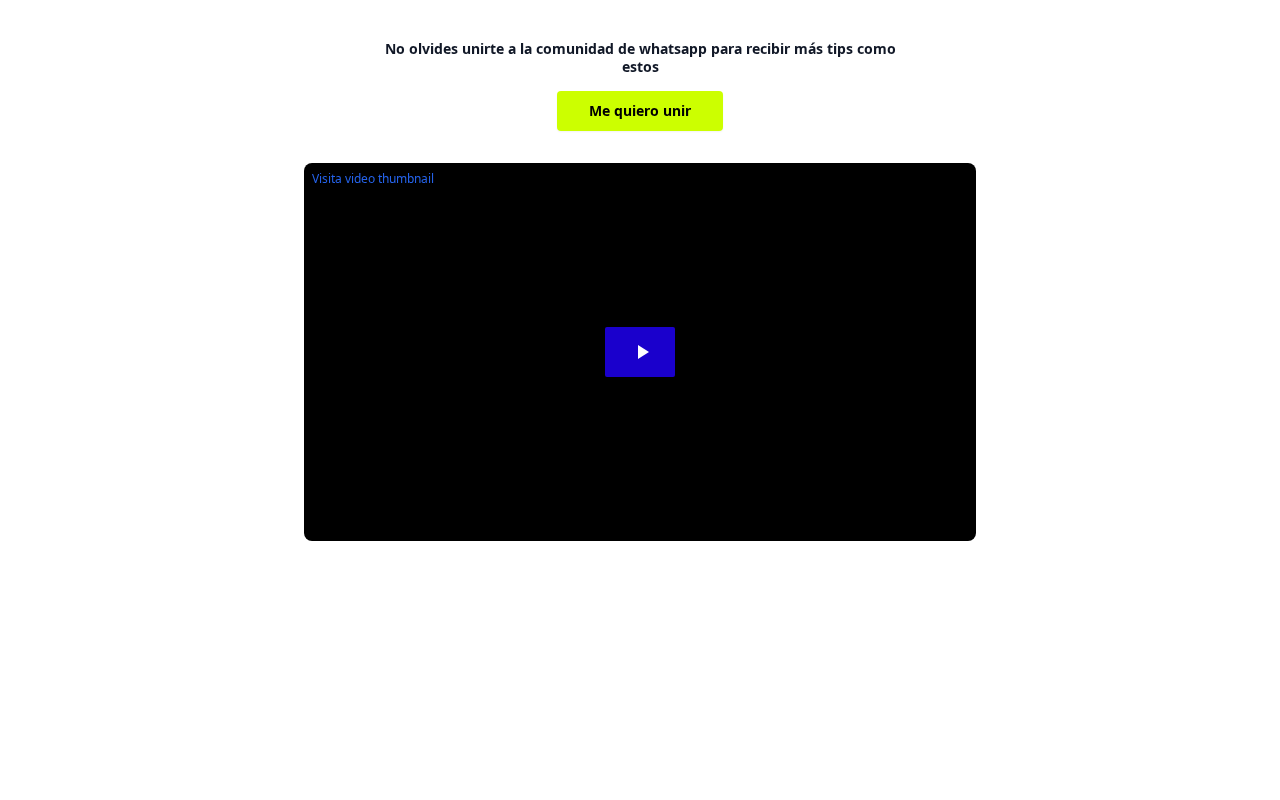 No olvides unirte a la comunidad de whatsapp para recibir más tips como
estos
Me quiero unir
Visita video thumbnail